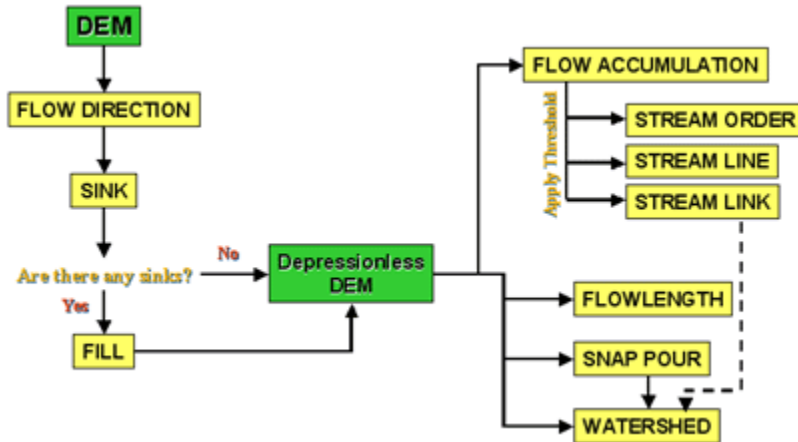 DEM
FLOW DIRECTION
SINK
Are there any sinks?
No
Yes
FILL
Depressionless
DEM
FLOW ACCUMULATION
Apply Threshold
STREAM ORDER
STREAM LINE
STREAM LINK
FLOWLENGTH
SNAP POUR
WATERSHED